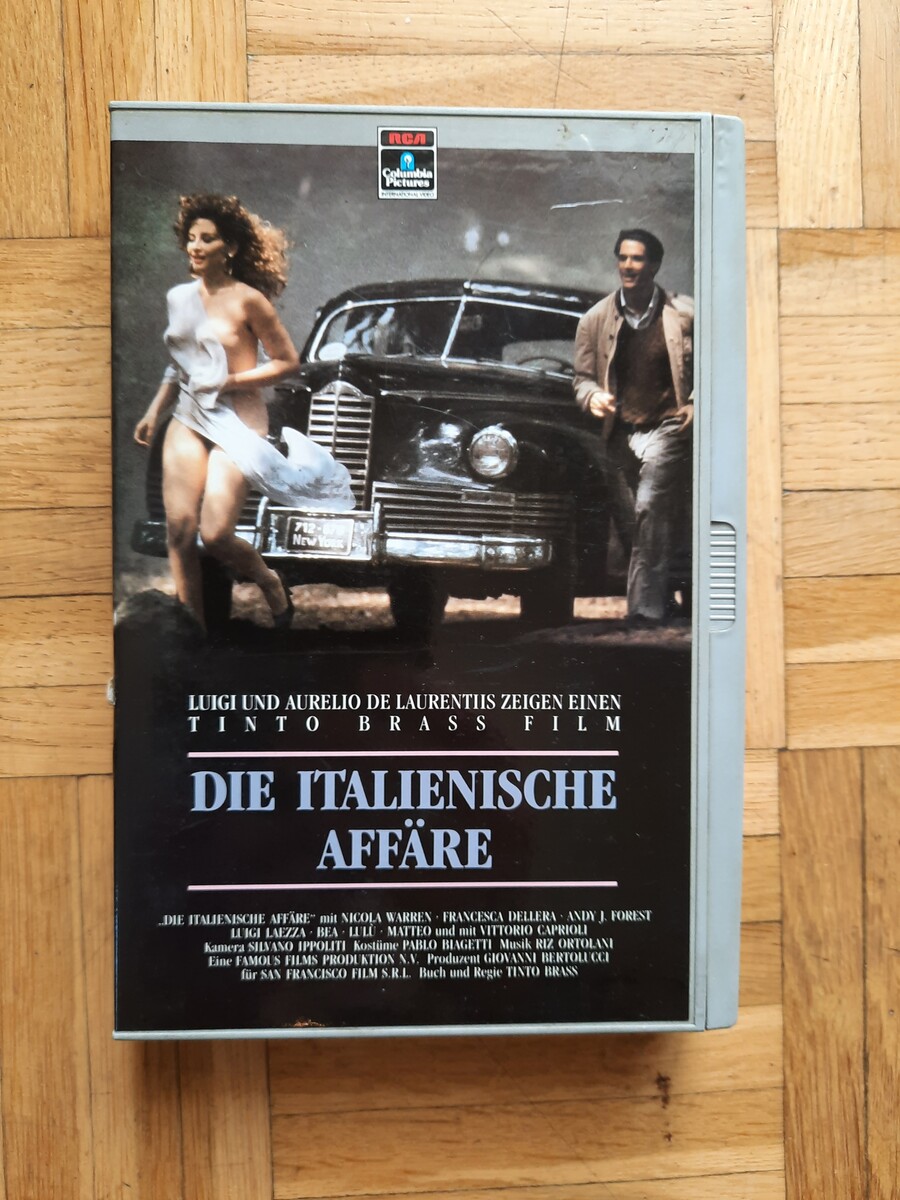 RCA
Columbia
Pictures
INTERNATIONAL VIDEO
NEW YORK
LUIGI UND AURELIO DE LAURENTIIS ZEIGEN EINEN
TINTO BRASS FILM
DIE ITALIENISCHE
AFFÄRE
„DIE ITALIENISCHE AFFÄRE" mit NICOLA WARREN · FRANCESCA DELLERA · ANDY J. FOREST
LUIGI LAEZZA · BEA · LULÙ · MATTEO und mit VITTORIO CAPRIOLI
Kamera SILVANO IPPOLITI Kostüme PABLO BIAGETTI Musik RIZ ORTOLANI
Eine FAMOUS FILMS PRODUKTION N.V. Produzent GIOVANNI BERTOLUCCI
für SAN FRANCISCO FILM S.R.L. Buch und Regie TINTO BRASS